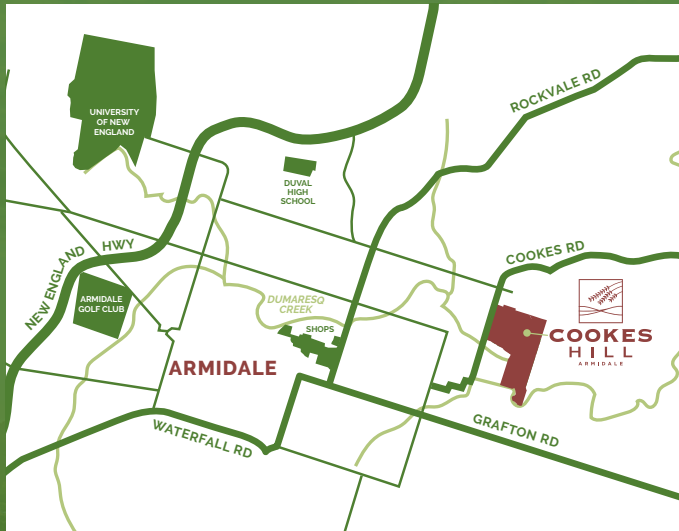 UNIVERSITY
OF NEW
ENGLAND
ROCKVALE RD
DUVAL
HIGH
SCHOOL
NEW ENGLAND HWY
COOKES RD
ARMIDALE
GOLF CLUB
DUMARESQ
CREEK
SHOPS
COOKES
HILL
ARMIDALE
ARMIDALE
WATERFALL RD
GRAFTON RD